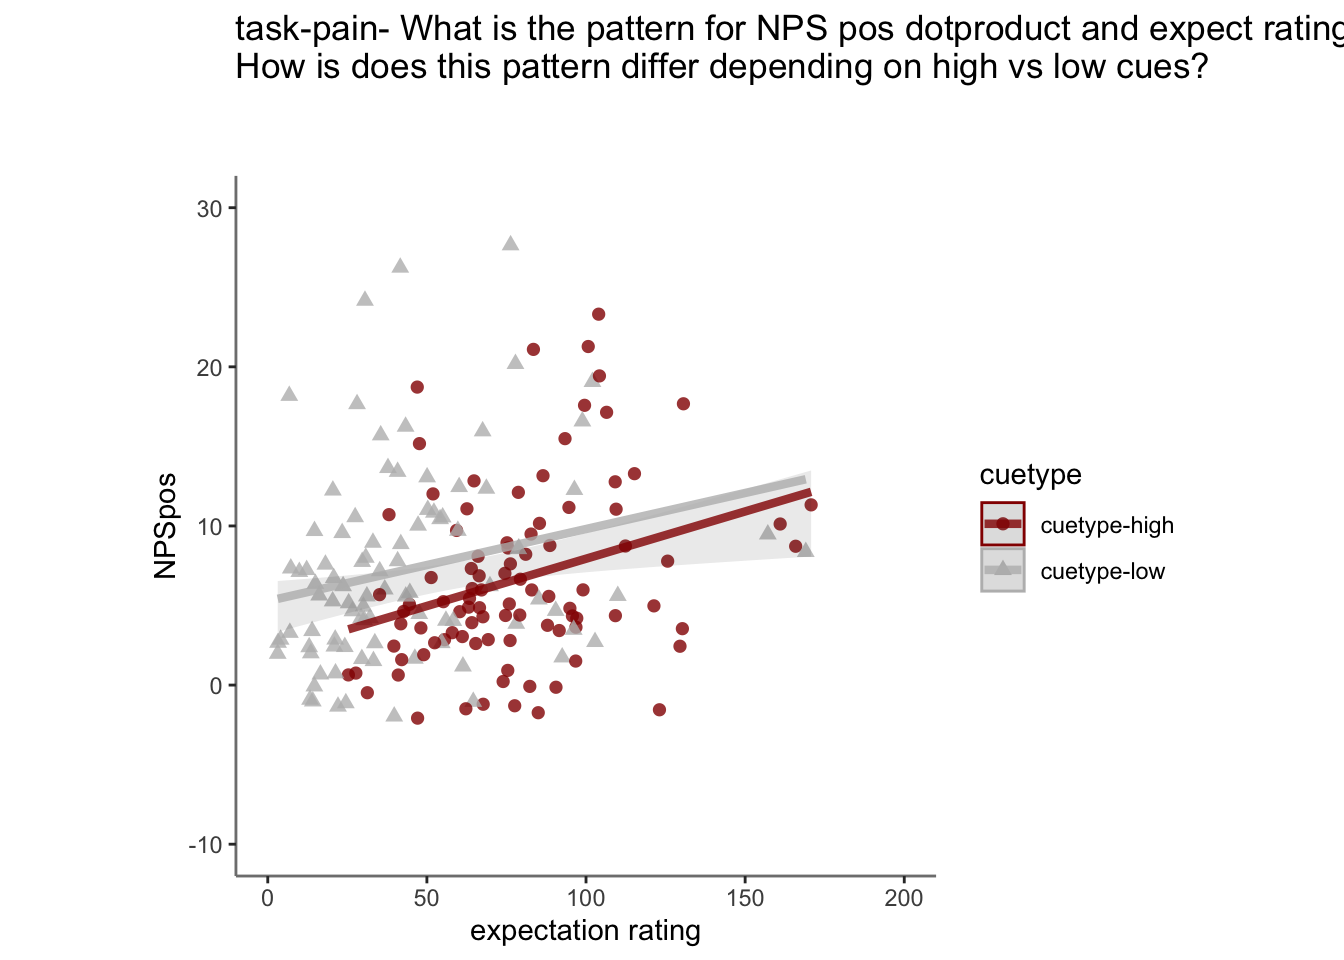 task-pain- What is the pattern for NPS pos dotproduct and expect rating
How is does this pattern differ depending on high vs low cues?
30
20
10
0
-10
NPSpos
0 50 100 150 200
expectation rating
cuetype
cuetype-high
cuetype-low